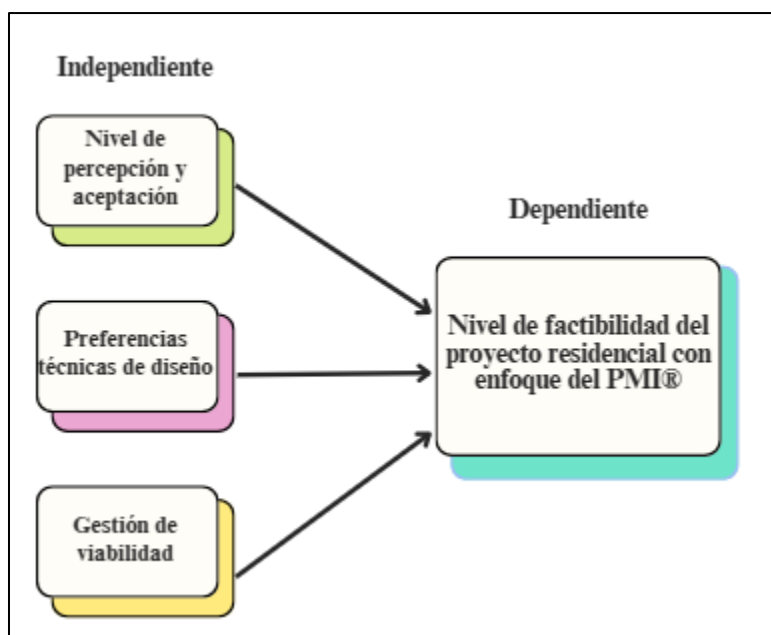 Independiente
Nivel de
percepción y
aceptación
Preferencias
técnicas de diseño
Gestión de
viabilidad
Dependiente
Nivel de factibilidad del
proyecto residencial con
enfoque del PMI®